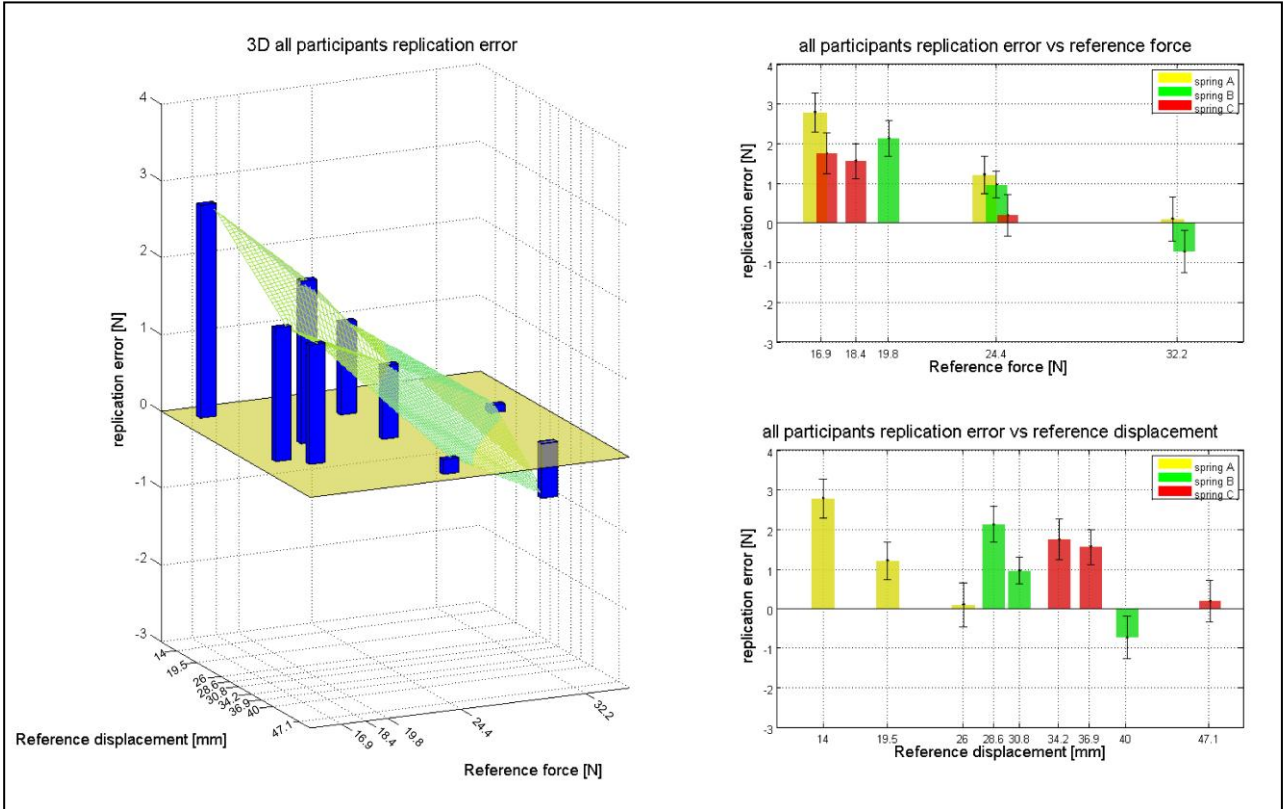 3D all participants replication error
4
3
2
1
0
-1
-2
-3
replication error [N]
14
19.5
26
28.6
30.8
34.2
36.9
40
47.1
Reference displacement [mm]
16.9
18.4
19.8
24.4
32.2
Reference force [N]
all participants replication error vs reference force
4
3
2
1
0
-1
-2
-3
replication error [N]
spring A
spring B
spring C
16.9 18.4 19.8 24.4 32.2
Reference force [N]
all participants replication error vs reference displacement
4
3
2
1
0
-1
-2
-3
replication error [N]
spring A
spring B
spring C
14 19.5 26 28.6 30.8 34.2 36.9 40 47.1
Reference displacement [mm]